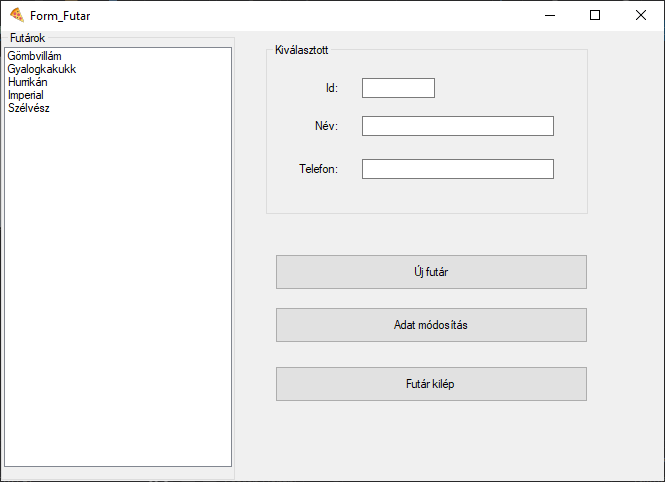 Form_Futar
Futárok
Gömbvillám
Gyalogkakukk
Hurrikán
Imperial
Szélvész
Kiválasztott
Id:
Név:
Telefon:
Új futár
Adat módosítás
Futár kilép